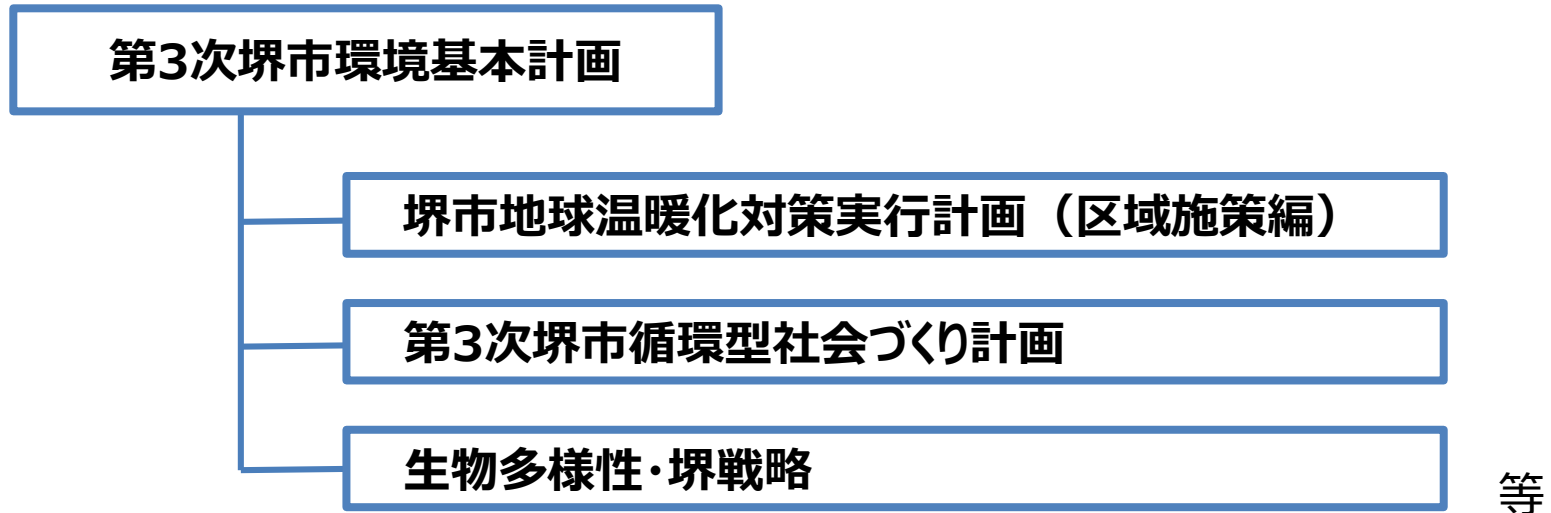 第3次堺市環境基本計画
堺市地球温暖化対策実行計画（区域施策編）
第3次堺市循環型社会づくり計画
生物多様性･堺戦略
等